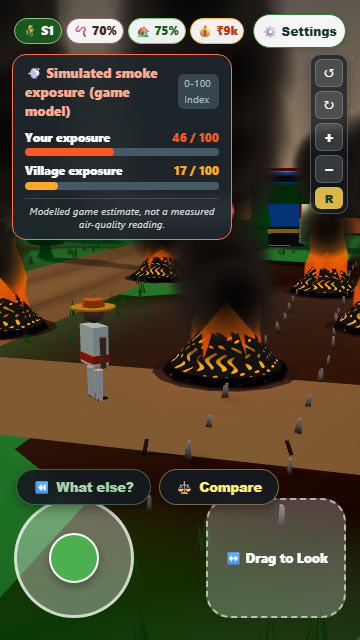 S1
70%
75%
₹9k
Settings
Simulated smoke
exposure (game
model)
0-100
Index
Your exposure 46 / 100
Village exposure 17 / 100
Modelled game estimate, not a measured
air-quality reading.
↺
↻
+
−
R
What else?
Compare
Drag to Look